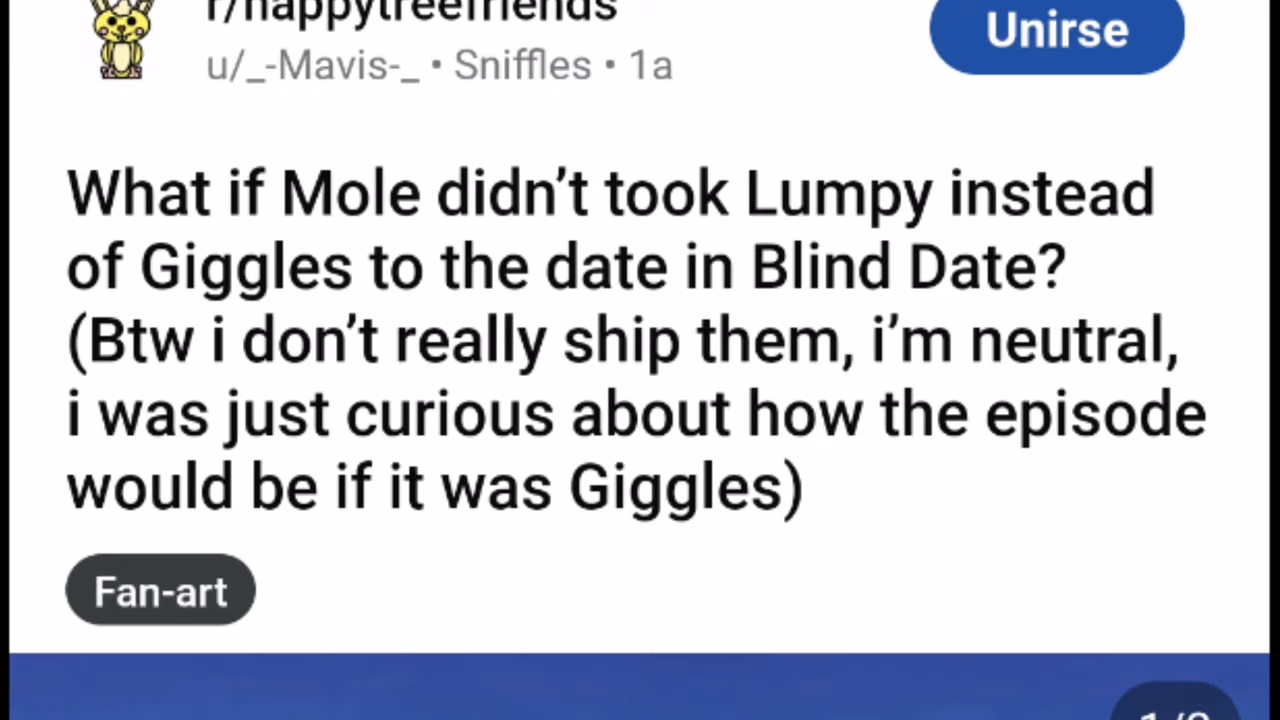 r/happytreefriends
u/_-Mavis-_ • Sniffles • 1a
Unirse
What if Mole didn’t took Lumpy instead
of Giggles to the date in Blind Date?
(Btw i don’t really ship them, i’m neutral,
i was just curious about how the episode
would be if it was Giggles)
Fan-art